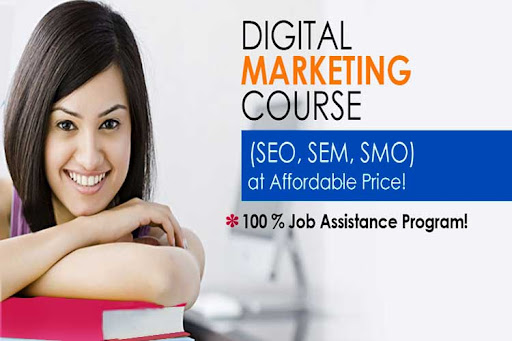 DIGITAL
MARKETING
COURSE
(SEO, SEM, SMO)
at Affordable Price!
* 100 % Job Assistance Program!